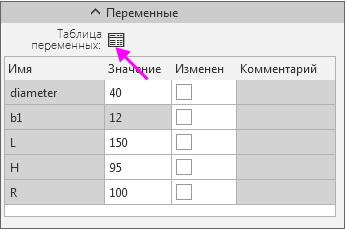 Переменные
Таблица
переменных:
Имя Значение Изменен Комментарий
diameter 40
b1 12
L 150
H 95
R 100